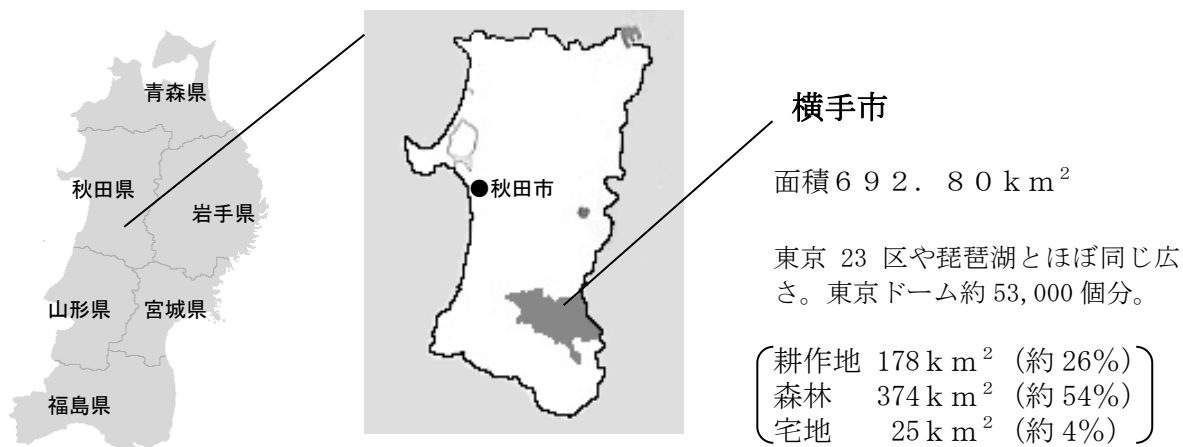 青森県
秋田県
岩手県
山形県
宮城県
福島県
秋田市
横手市
面積６９２．８０ｋｍ²
東京 23 区や琵琶湖とほぼ同じ広
さ。東京ドーム約 53,000 個分。
耕作地 178ｋｍ²（約 26%）
森林 374ｋｍ²（約 54%）
宅地 25ｋｍ²（約 4%）